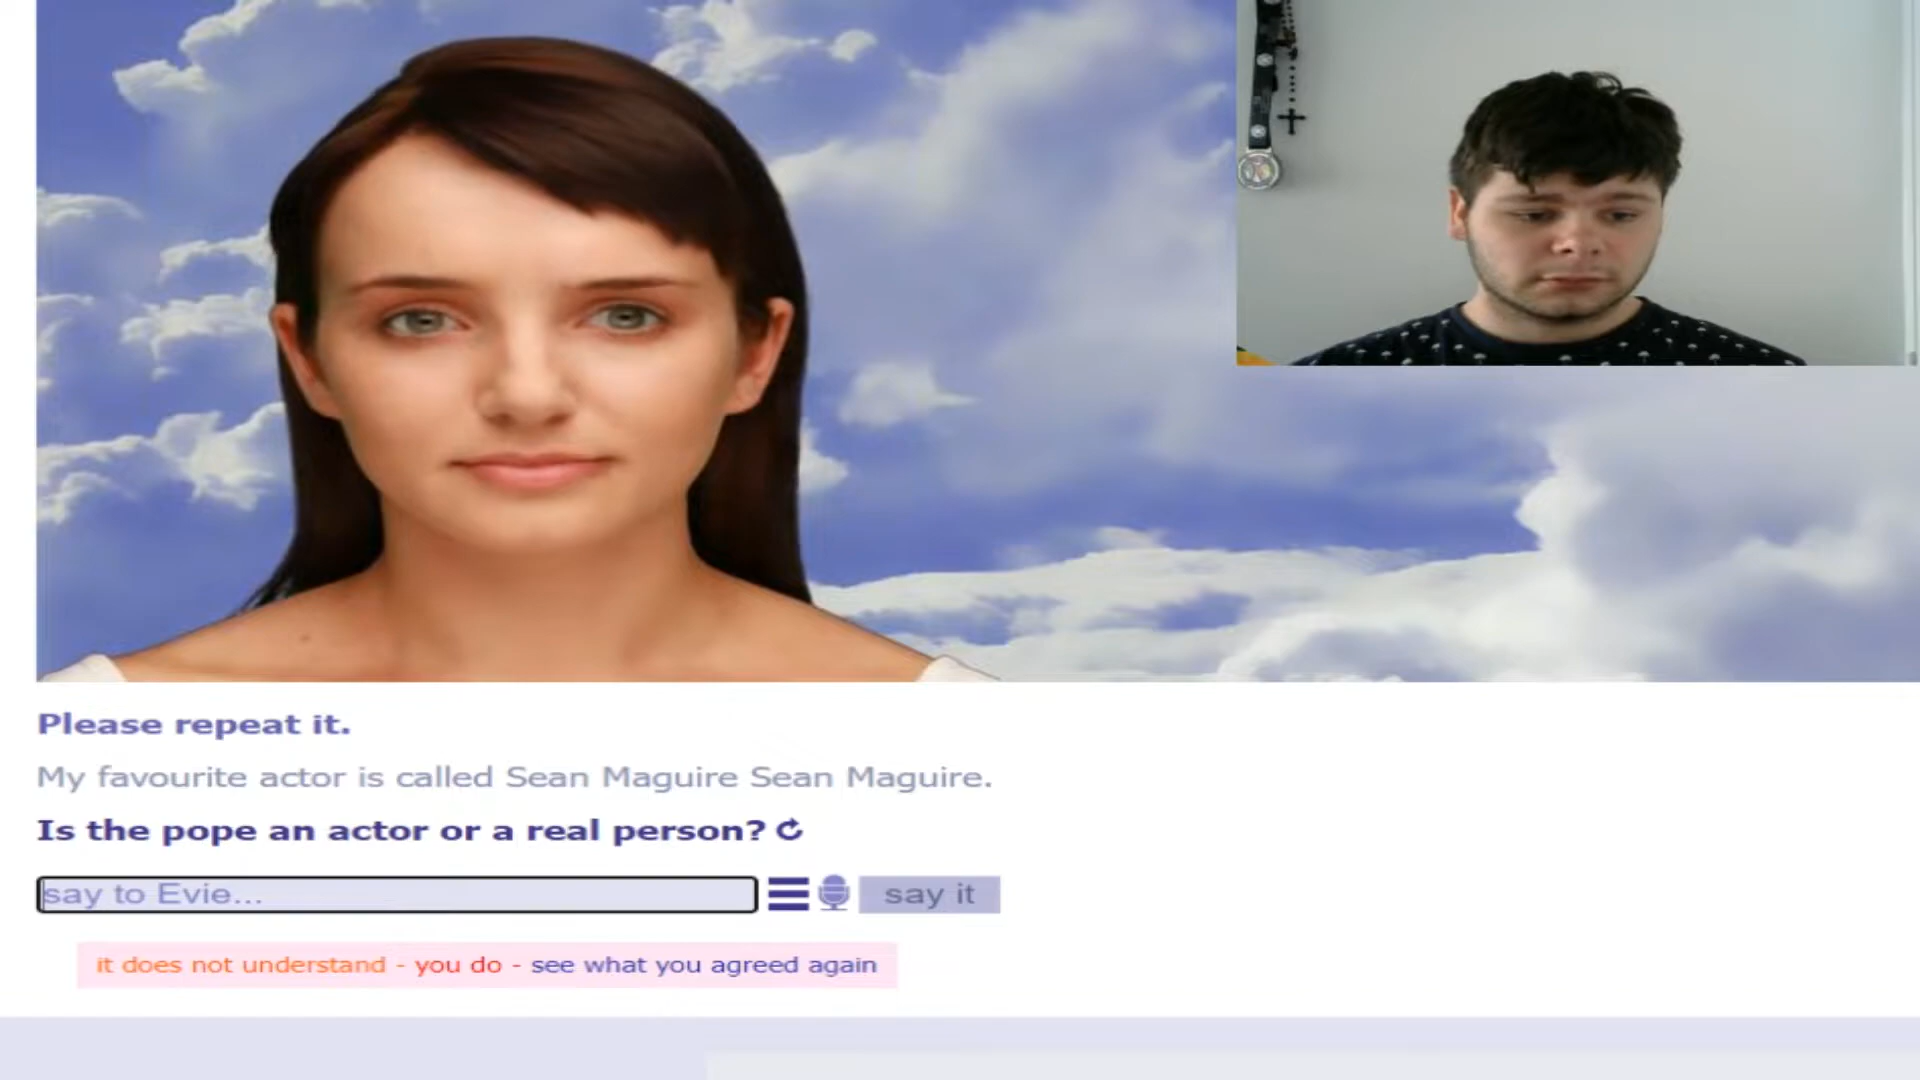 Please repeat it.
My favourite actor is called Sean Maguire Sean Maguire.
Is the pope an actor or a real person?
say to Evie...
say it
it does not understand - you do - see what you agreed again